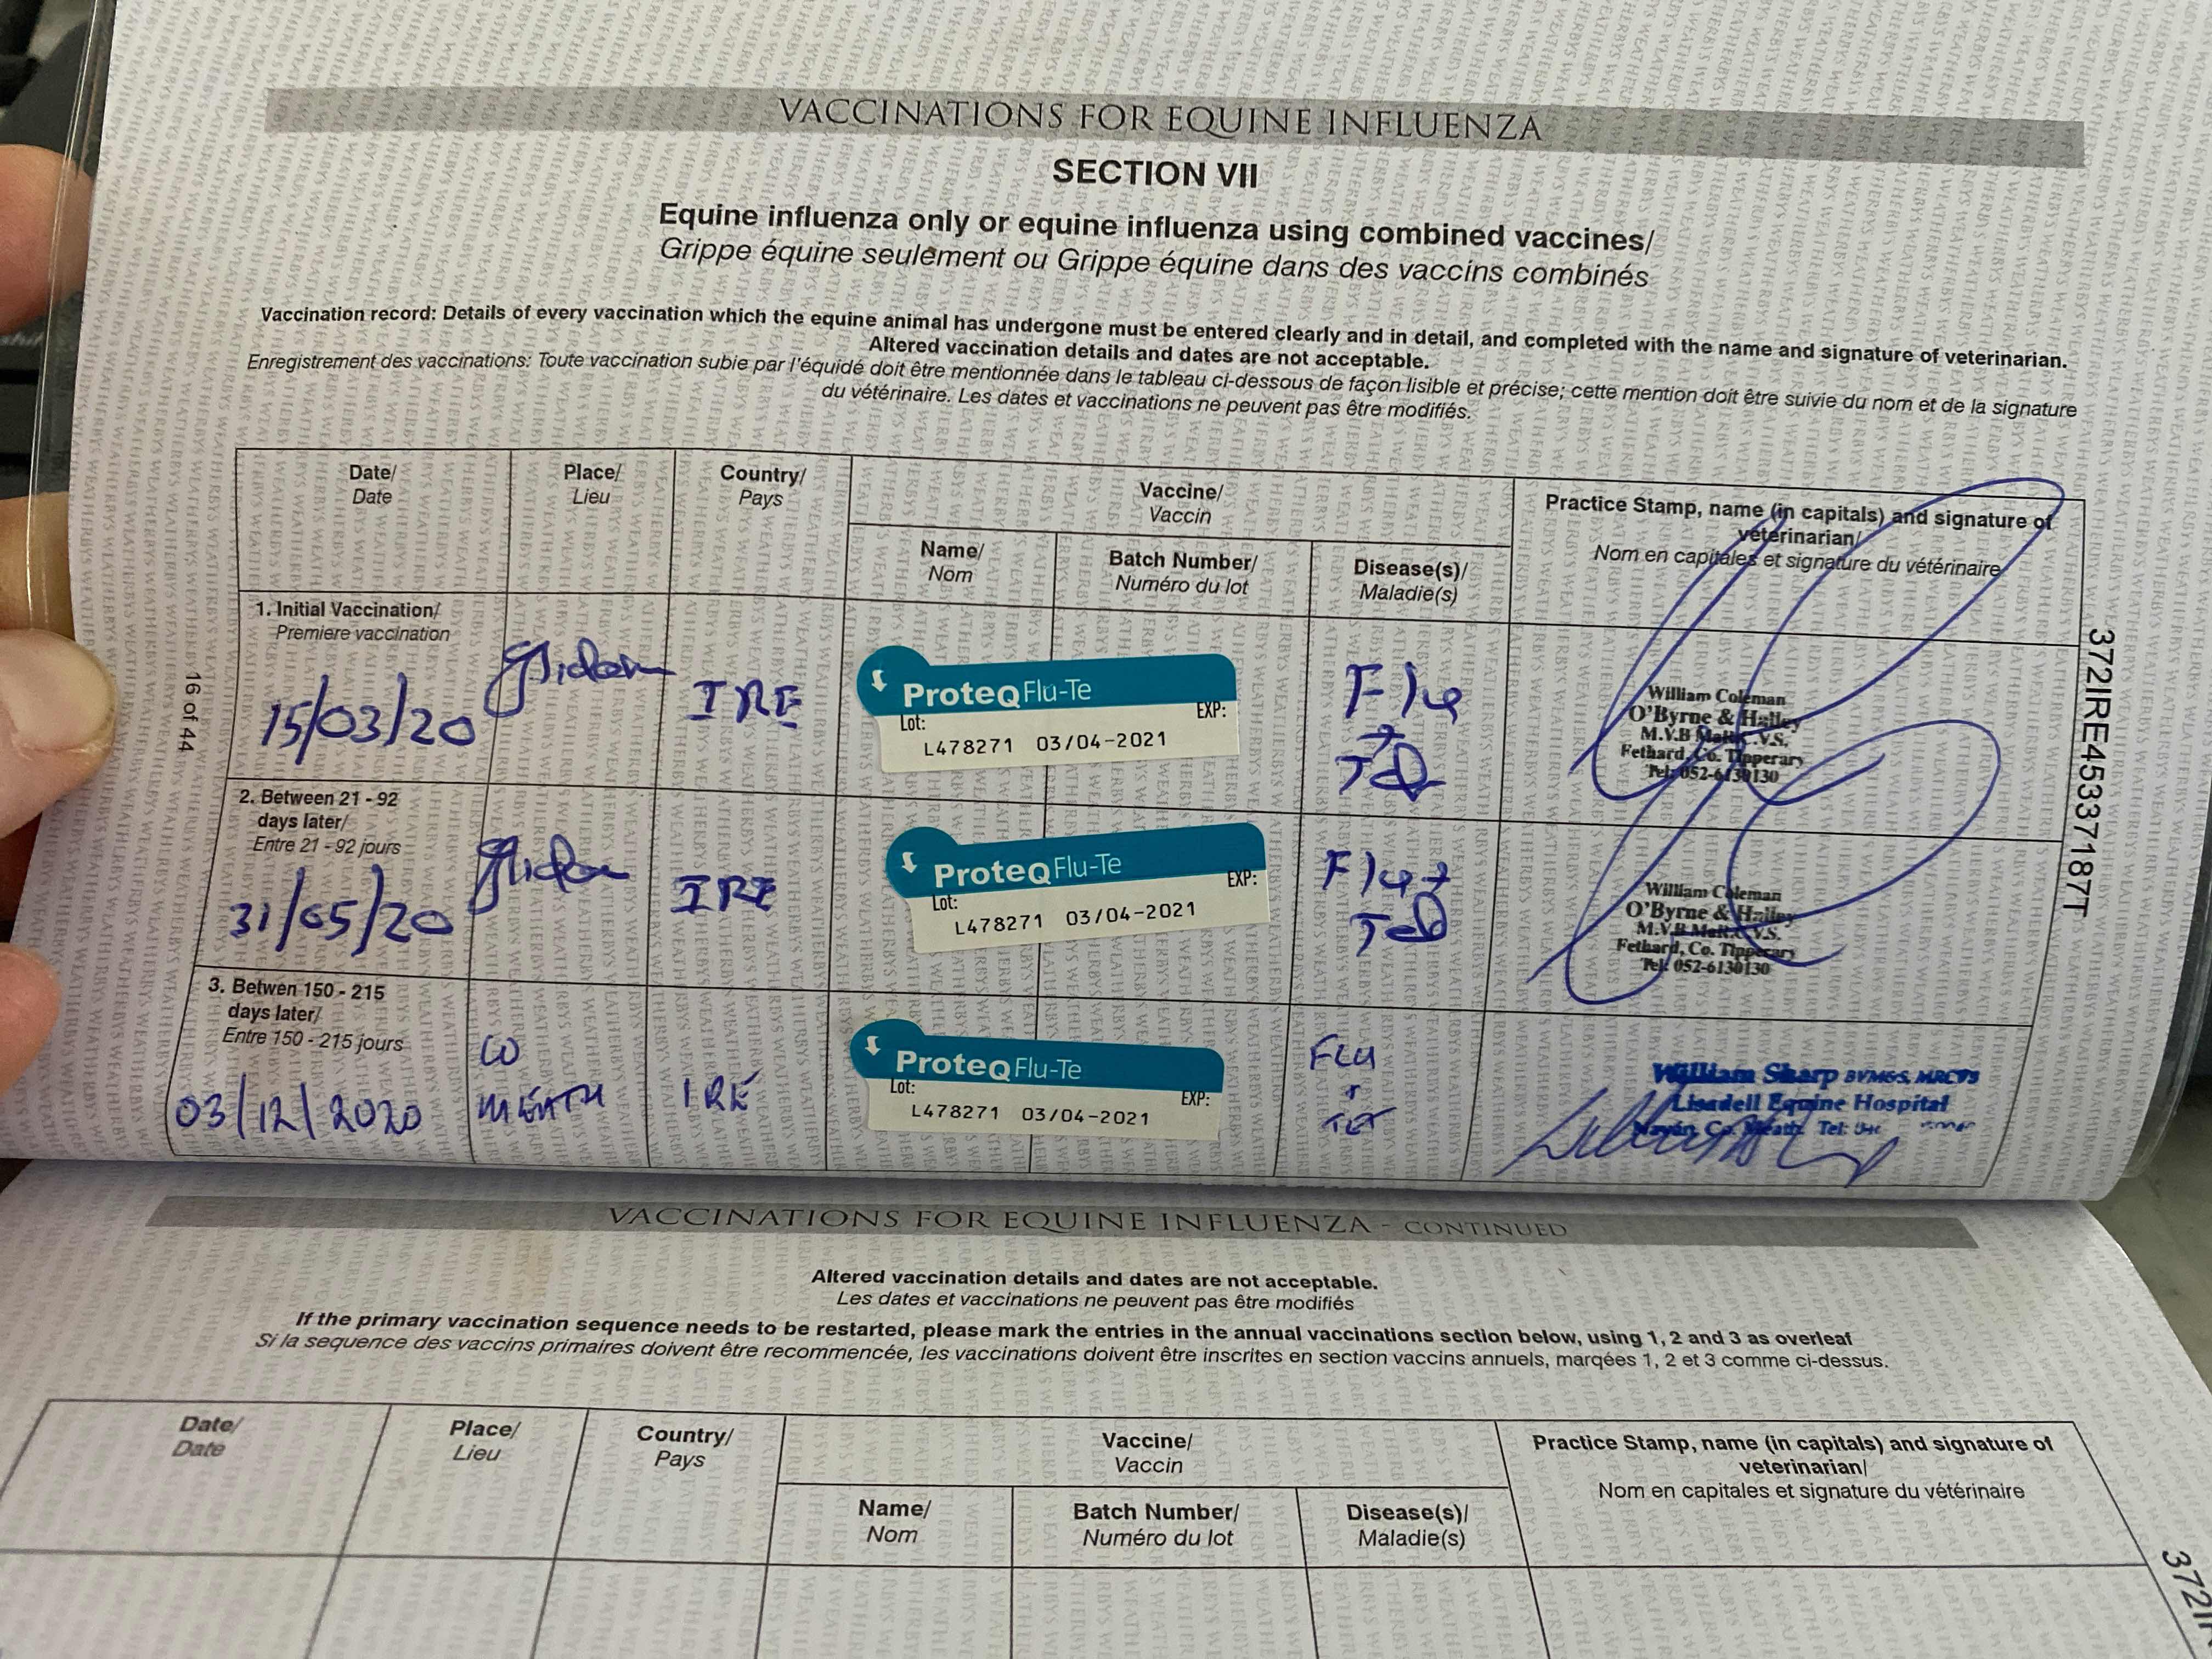 VACCINATIONS FOR EQUINE INFLUENZA
SECTION VII
Equine influenza only or equine influenza using combined vaccines/
Grippe équine seulement ou Grippe équine dans des vaccins combinés
Vaccination record: Details of every vaccination which the equine animal has undergone must be entered clearly and in detail, and completed with the name and signature of veterinarian.
Altered vaccination details and dates are not acceptable.
Enregistrement des vaccinations: Toute vaccination subie par l'équidé doit être mentionnée dans le tableau ci-dessous de façon lisible et précise; cette mention doit être suivie du nom et de la signature
du vétérinaire. Les dates et vaccinations ne peuvent pas être modifiés.
Date/
Date
Place/
Lieu
Country/
Pays
Vaccine/
Vaccin
Name/
Nom
Batch Number/
Numéro du lot
Disease(s)/
Maladie(s)
Practice Stamp, name (in capitals) and signature of
veterinarian/
Nom en capitales et signature du vétérinaire
1. Initial Vaccination/
Premiere vaccination
15/03/20
IRE
ProteqFlu-Te
Lot:
EXP:
L478271 03/04-2021
Flu
+
William Coleman
O'Byrne & Halley
M.V.B
Fethard, Co. Tipperary
Tel: 052-6130130
2. Between 21 - 92
days later/
Entre 21 - 92 jours
31/05/20
IRE
ProteqFlu-Te
Lot:
EXP:
L478271 03/04-2021
Flu +
William Coleman
O'Byrne & Halley
M.V.B
Fethard, Co. Tipperary
Tel: 052-6130130
3. Betwen 150 - 215
days later/
Entre 150 - 215 jours
03/12/2020
CO
MEATH
IRE
ProteqFlu-Te
Lot:
EXP:
L478271 03/04-2021
FLU
+
TET
William Sharp BVM&S, MRCVS
Lisadell Equine Hospital
Navan, Co. Meath. Tel:
16 of 44
372IRE45337187T
VACCINATIONS FOR EQUINE INFLUENZA - CONTINUED
Altered vaccination details and dates are not acceptable.
Les dates et vaccinations ne peuvent pas être modifiés
If the primary vaccination sequence needs to be restarted, please mark the entries in the annual vaccinations section below, using 1, 2 and 3 as overleaf
Si la sequence des vaccins primaires doivent être recommencée, les vaccinations doivent être inscrites en section vaccins annuels, marqées 1, 2 et 3 comme ci-dessus.
Date/
Date
Place/
Lieu
Country/
Pays
Vaccine/
Vaccin
Name/
Nom
Batch Number/
Numéro du lot
Disease(s)/
Maladie(s)
Practice Stamp, name (in capitals) and signature of
veterinarian/
Nom en capitales et signature du vétérinaire